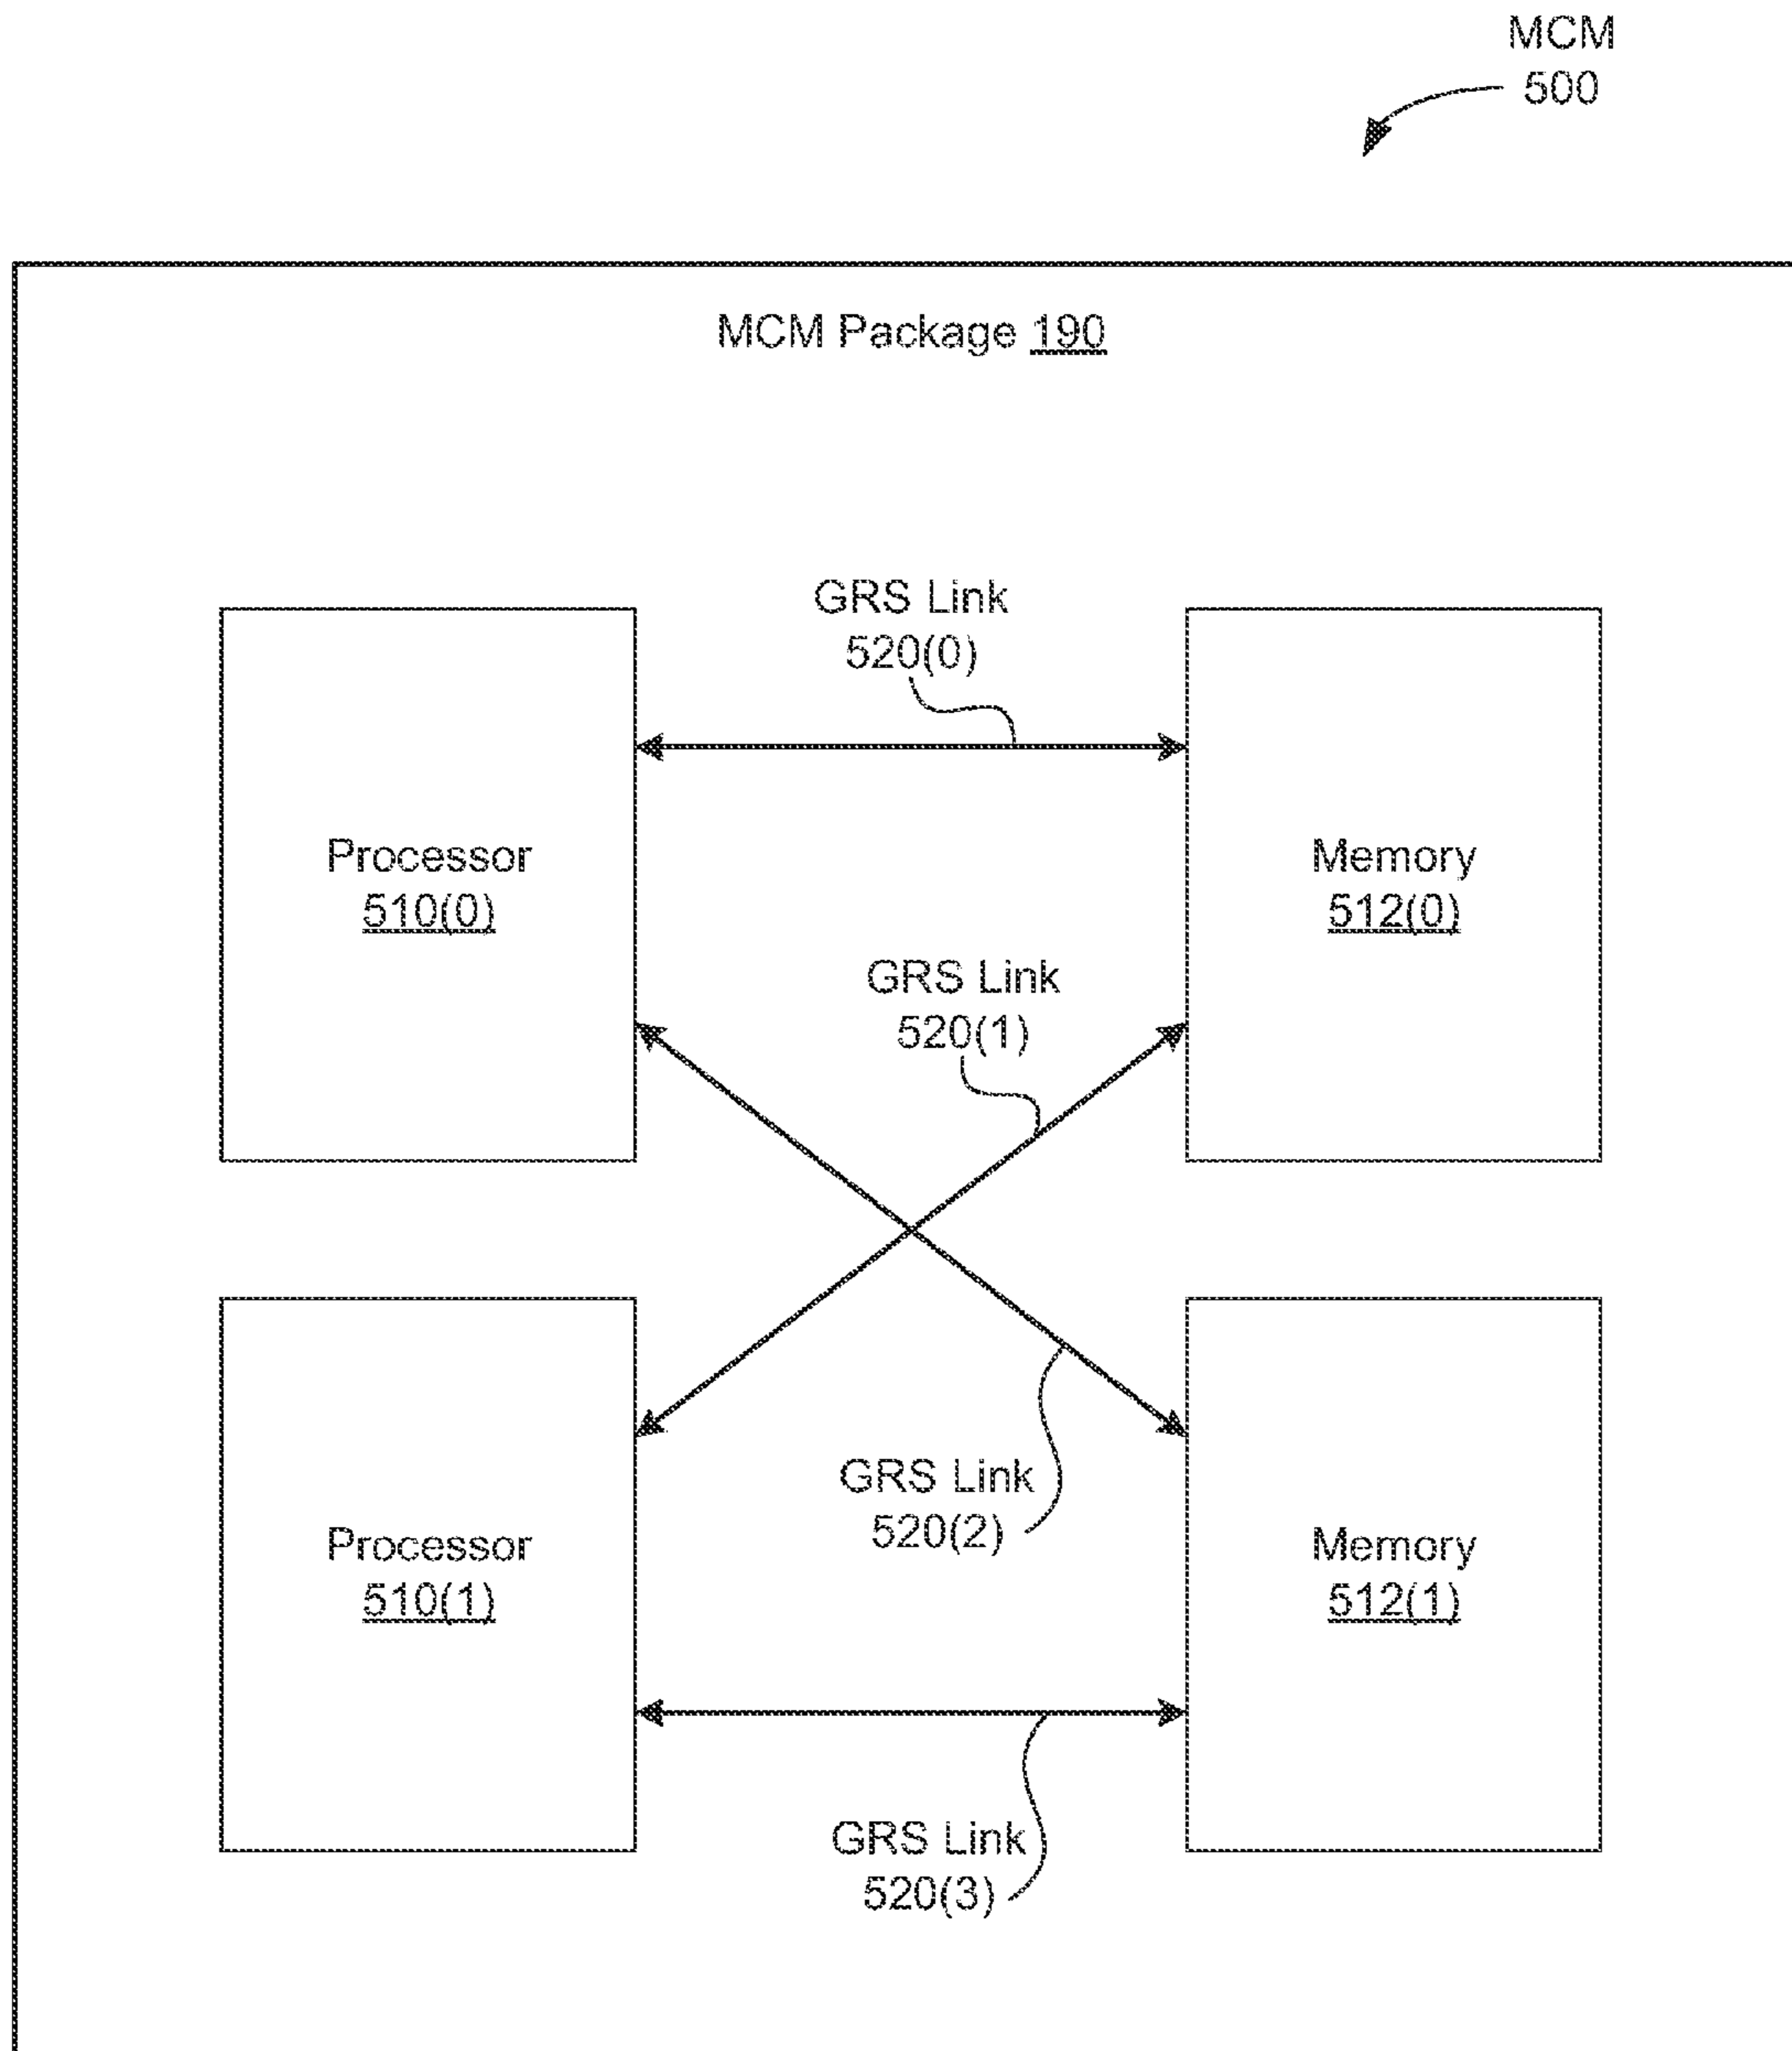 MCM
500
MCM Package 190
GRS Link
520(0)
Processor
510(0)
Memory
512(0)
GRS Link
520(1)
GRS Link
520(2)
Processor
510(1)
Memory
512(1)
GRS Link
520(3)